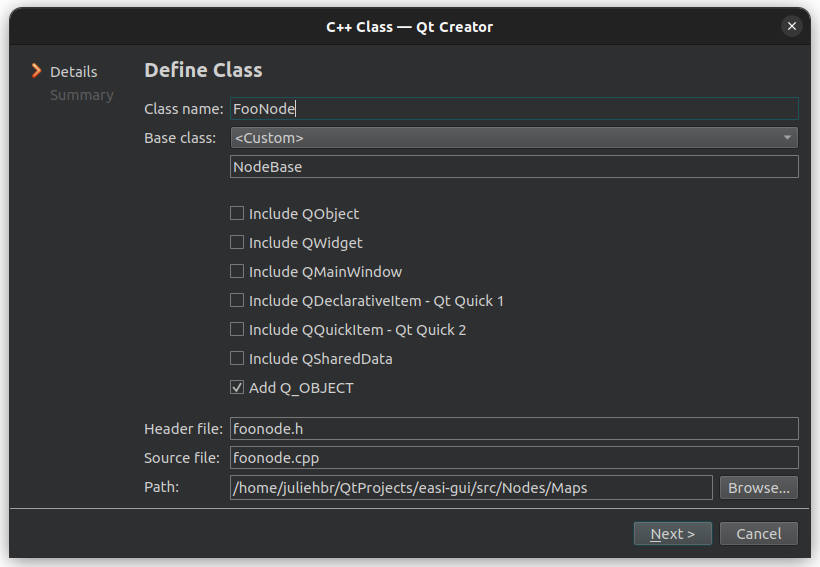 C++ Class — Qt Creator
Details
Summary
Define Class
Class name: FooNode
Base class: <Custom>
NodeBase
Include QObject
Include QWidget
Include QMainWindow
Include QDeclarativeItem - Qt Quick 1
Include QQuickItem - Qt Quick 2
Include QSharedData
Add Q_OBJECT
Header file: foonode.h
Source file: foonode.cpp
Path: /home/juliehbr/QtProjects/easi-gui/src/Nodes/Maps Browse...
Next > Cancel